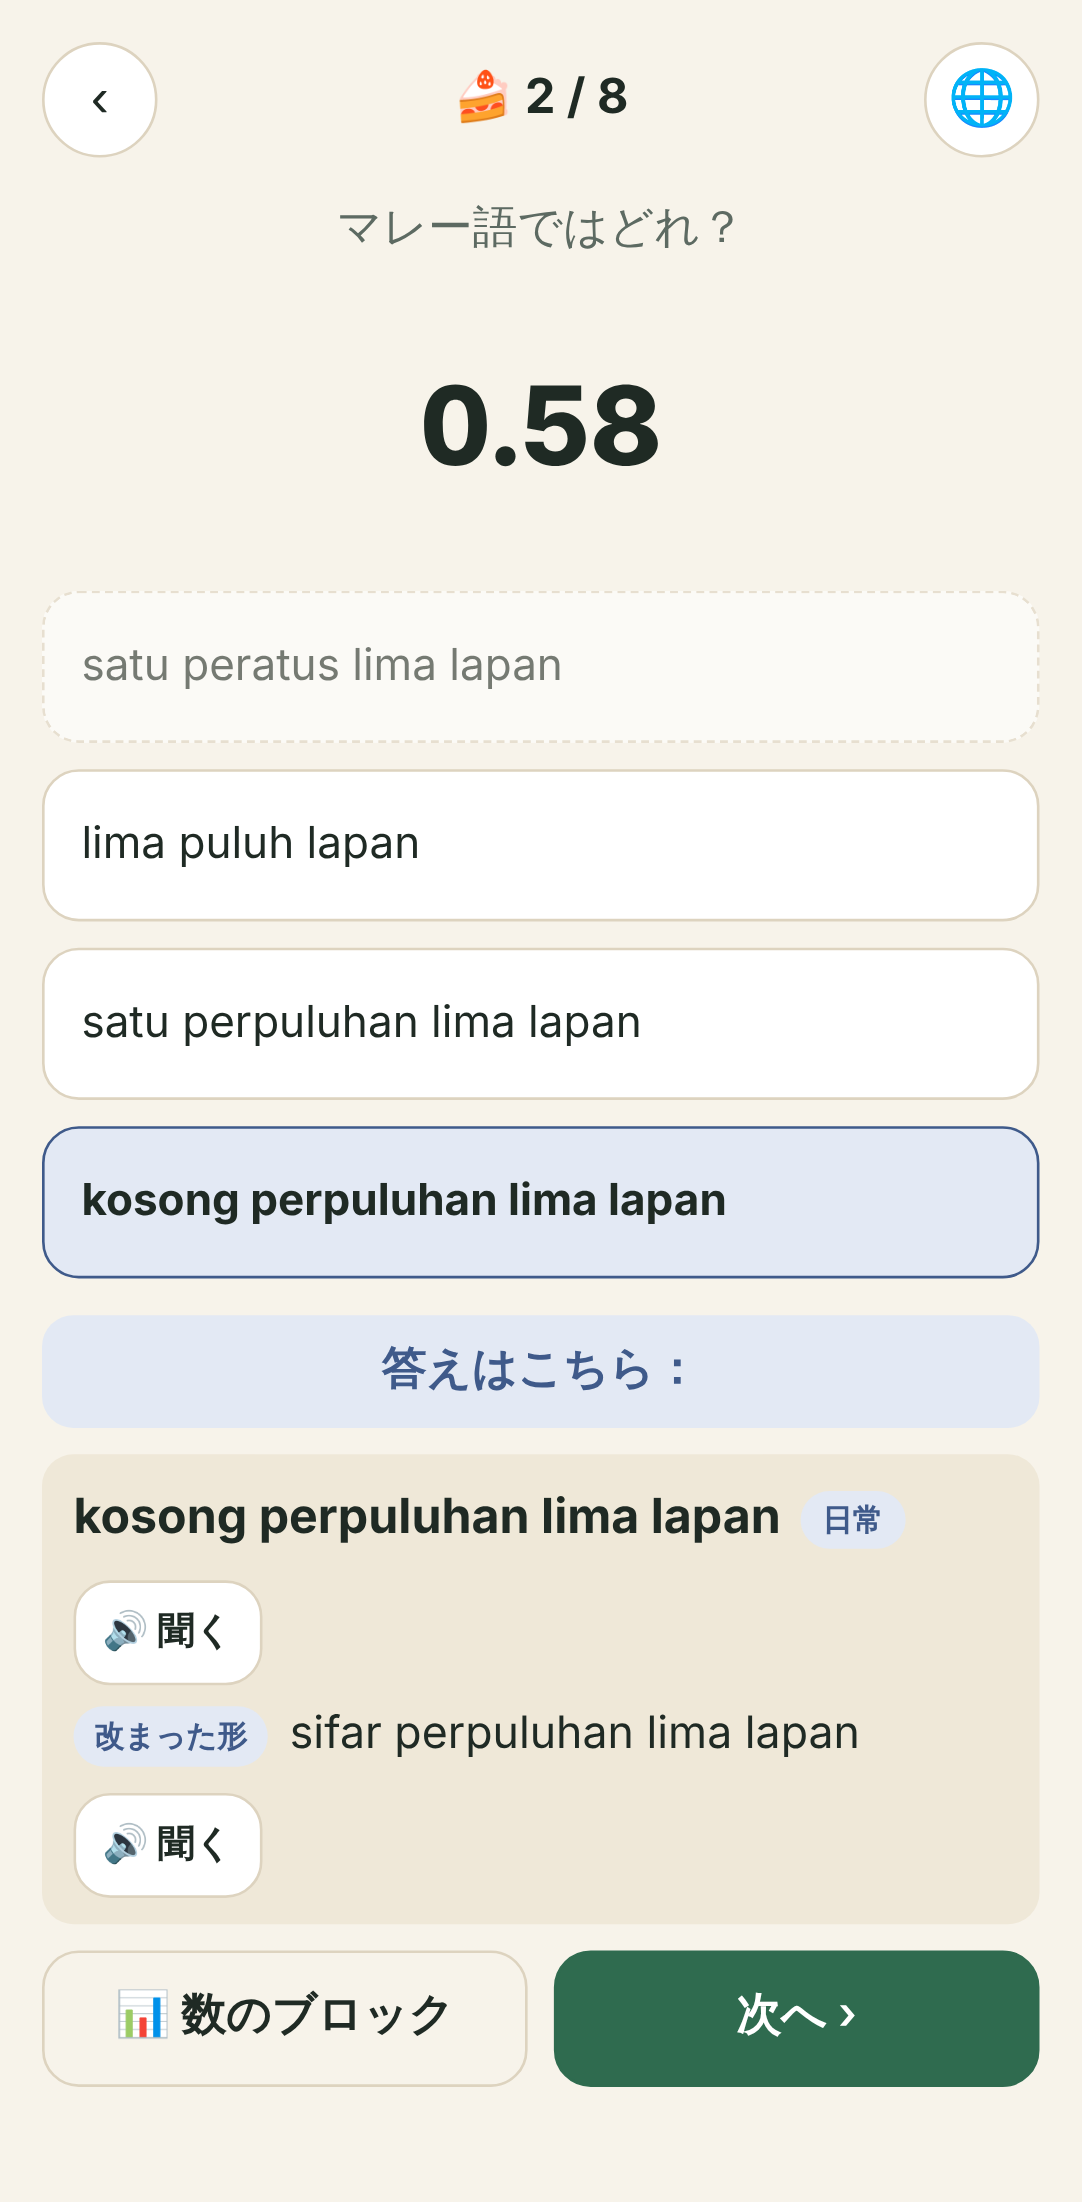 ‹
🍰 2 / 8
🌐
マレー語ではどれ？
0.58
satu peratus lima lapan
lima puluh lapan
satu perpuluhan lima lapan
kosong perpuluhan lima lapan
答えはこちら：
kosong perpuluhan lima lapan 日常
🔊 聞く
改まった形 sifar perpuluhan lima lapan
🔊 聞く
📊 数のブロック
次へ ›